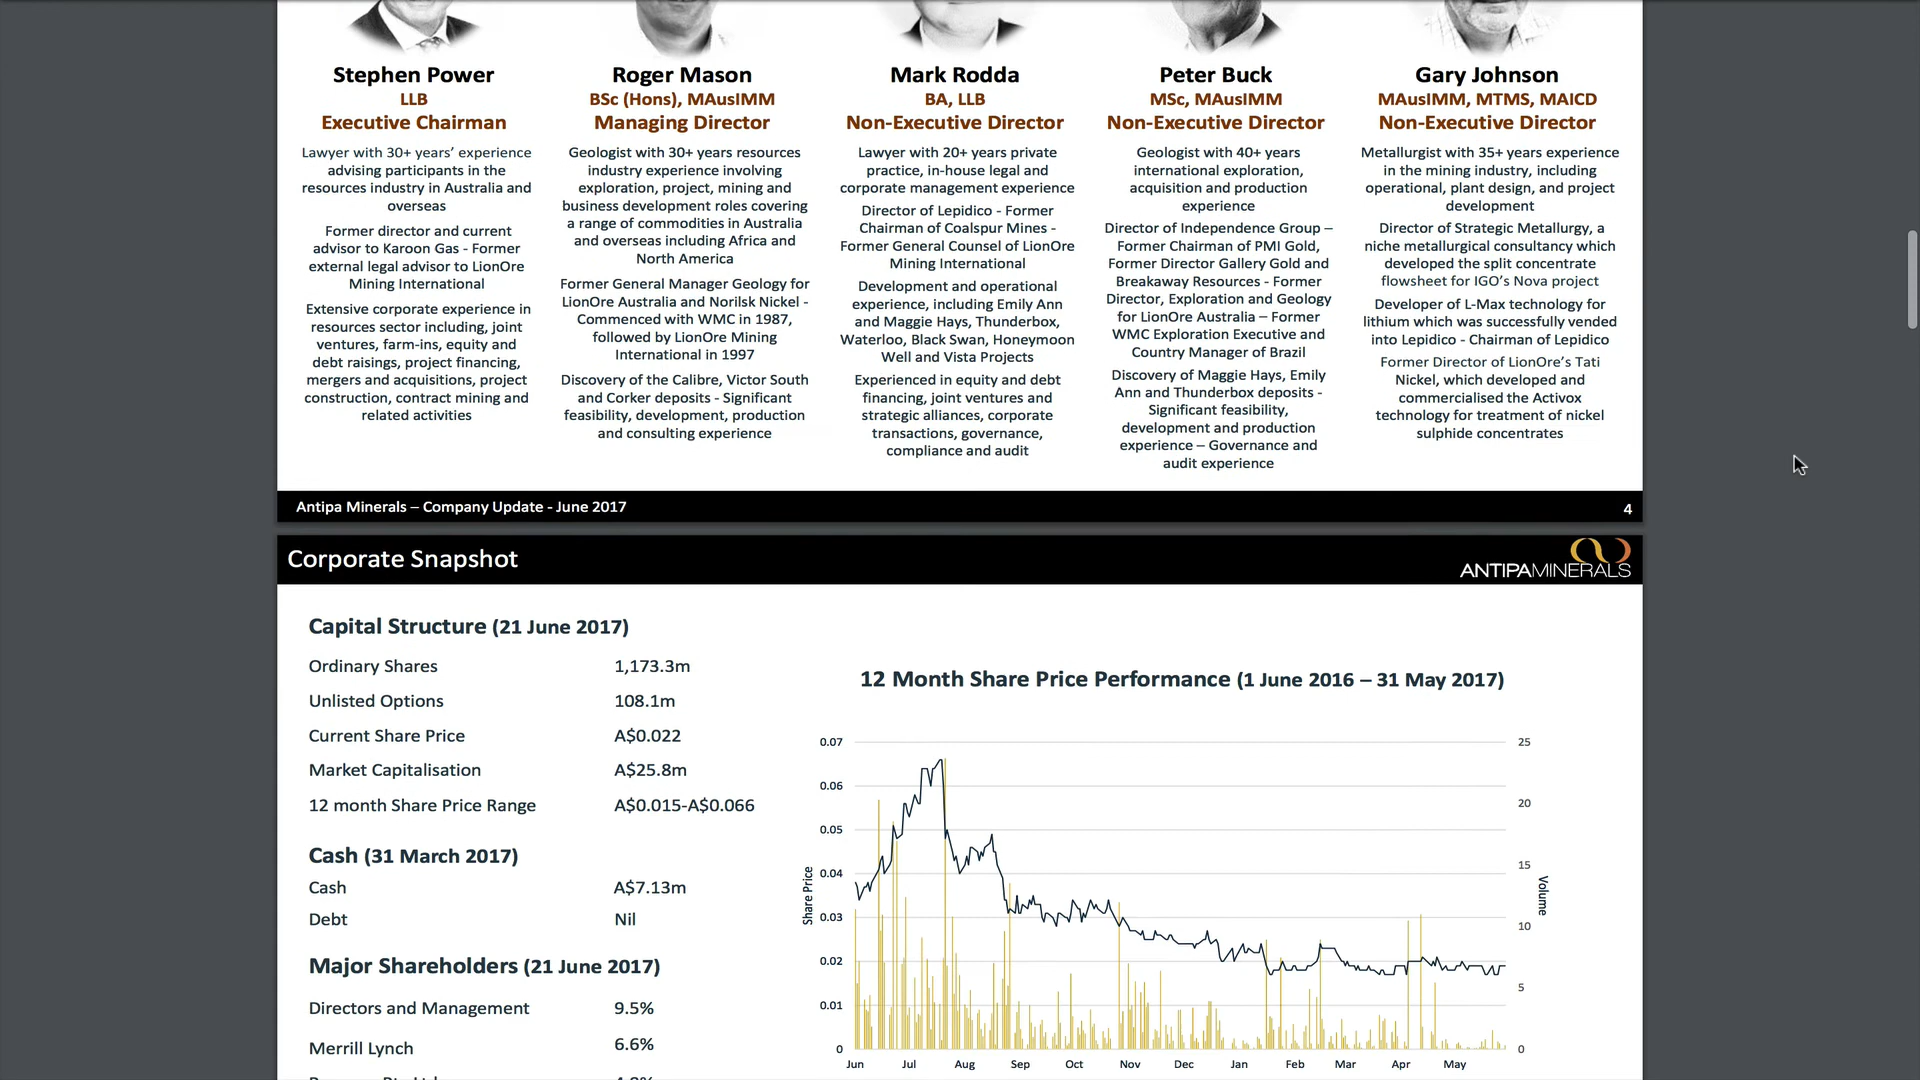 Stephen Power
LLB
Executive Chairman
Lawyer with 30+ years’ experience
advising participants in the
resources industry in Australia and
overseas
Former director and current
advisor to Karoon Gas - Former
external legal advisor to LionOre
Mining International
Extensive corporate experience in
resources sector including, joint
ventures, farm-ins, equity and
debt raisings, project financing,
mergers and acquisitions, project
construction, contract mining and
related activities
Roger Mason
BSc (Hons), MAusIMM
Managing Director
Geologist with 30+ years resources
industry experience involving
exploration, project, mining and
business development roles covering
a range of commodities in Australia
and overseas including Africa and
North America
Former General Manager Geology for
LionOre Australia and Norilsk Nickel -
Commenced with WMC in 1987,
followed by LionOre Mining
International in 1997
Discovery of the Calibre, Victor South
and Corker deposits - Significant
feasibility, development, production
and consulting experience
Mark Rodda
BA, LLB
Non-Executive Director
Lawyer with 20+ years private
practice, in-house legal and
corporate management experience
Director of Lepidico - Former
Chairman of Coalspur Mines -
Former General Counsel of LionOre
Mining International
Development and operational
experience, including Emily Ann
and Maggie Hays, Thunderbox,
Waterloo, Black Swan, Honeymoon
Well and Vista Projects
Experienced in equity and debt
financing, joint ventures and
strategic alliances, corporate
transactions, governance,
compliance and audit
Peter Buck
MSc, MAusIMM
Non-Executive Director
Geologist with 40+ years
international exploration,
acquisition and production
experience
Director of Independence Group –
Former Chairman of PMI Gold,
Former Director Gallery Gold and
Breakaway Resources - Former
Director, Exploration and Geology
for LionOre Australia – Former
WMC Exploration Executive and
Country Manager of Brazil
Discovery of Maggie Hays, Emily
Ann and Thunderbox deposits -
Significant feasibility,
development and production
experience – Governance and
audit experience
Gary Johnson
MAusIMM, MTMS, MAICD
Non-Executive Director
Metallurgist with 35+ years experience
in the mining industry, including
operational, plant design, and project
development
Director of Strategic Metallurgy, a
niche metallurgical consultancy which
developed the split concentrate
flowsheet for IGO’s Nova project
Developer of L-Max technology for
lithium which was successfully vended
into Lepidico - Chairman of Lepidico
Former Director of LionOre’s Tati
Nickel, which developed and
commercialised the Activox
technology for treatment of nickel
sulphide concentrates
Antipa Minerals – Company Update - June 2017
4
Corporate Snapshot
ANTIPAMINERALS
Capital Structure (21 June 2017)
Ordinary Shares 1,173.3m
Unlisted Options 108.1m
Current Share Price A$0.022
Market Capitalisation A$25.8m
12 month Share Price Range A$0.015-A$0.066
Cash (31 March 2017)
Cash A$7.13m
Debt Nil
Major Shareholders (21 June 2017)
Directors and Management 9.5%
Merrill Lynch 6.6%
12 Month Share Price Performance (1 June 2016 – 31 May 2017)
0.07
0.06
0.05
0.04
0.03
0.02
0.01
0
Share Price
25
20
15
10
5
0
Volume
Jun Jul Aug Sep Oct Nov Dec Jan Feb Mar Apr May